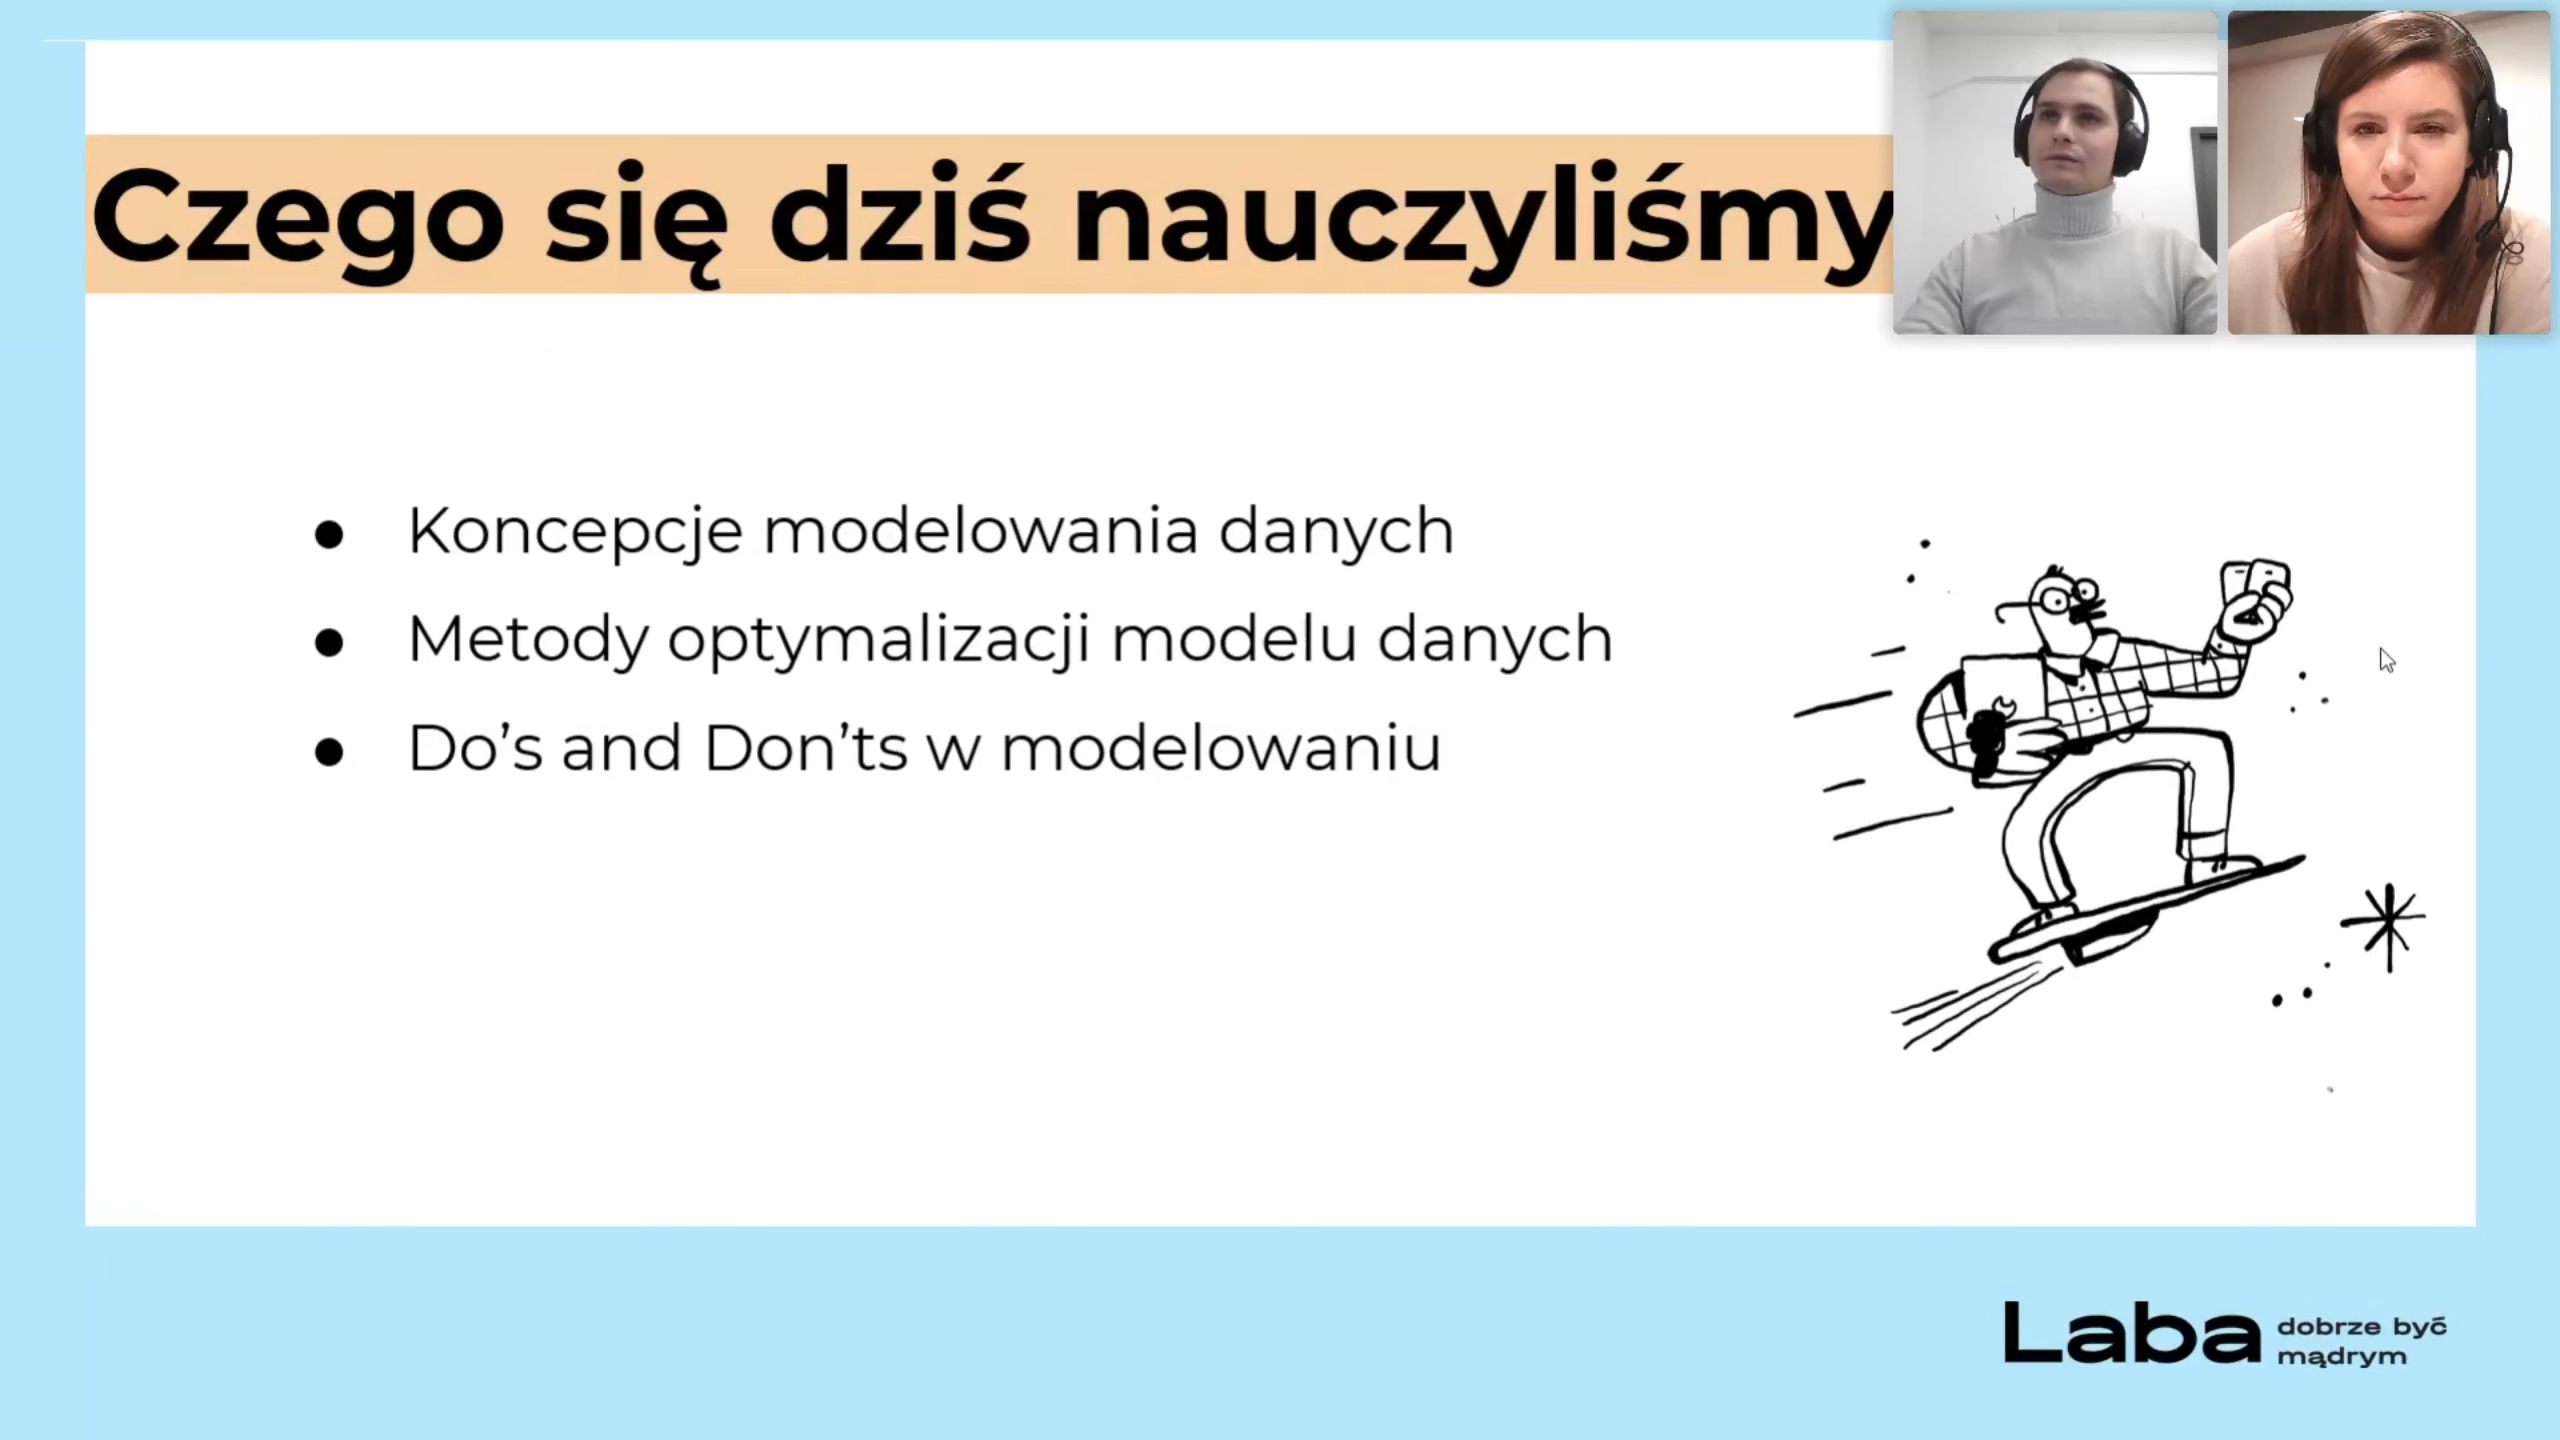 Czego się dziś nauczyliśmy
● Koncepcje modelowania danych
● Metody optymalizacji modelu danych
● Do’s and Don’ts w modelowaniu
Laba
dobrze być
mądrym